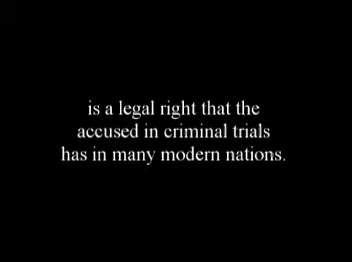 is a legal right that the
accused in criminal trials
has in many modern nations.